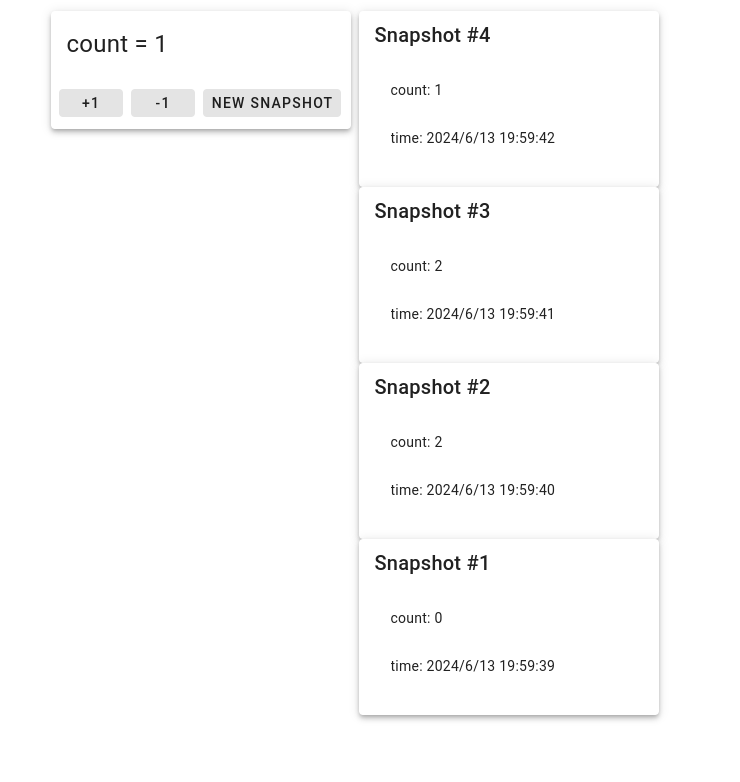 count = 1
+1 -1 NEW SNAPSHOT
Snapshot #4
count: 1
time: 2024/6/13 19:59:42
Snapshot #3
count: 2
time: 2024/6/13 19:59:41
Snapshot #2
count: 2
time: 2024/6/13 19:59:40
Snapshot #1
count: 0
time: 2024/6/13 19:59:39